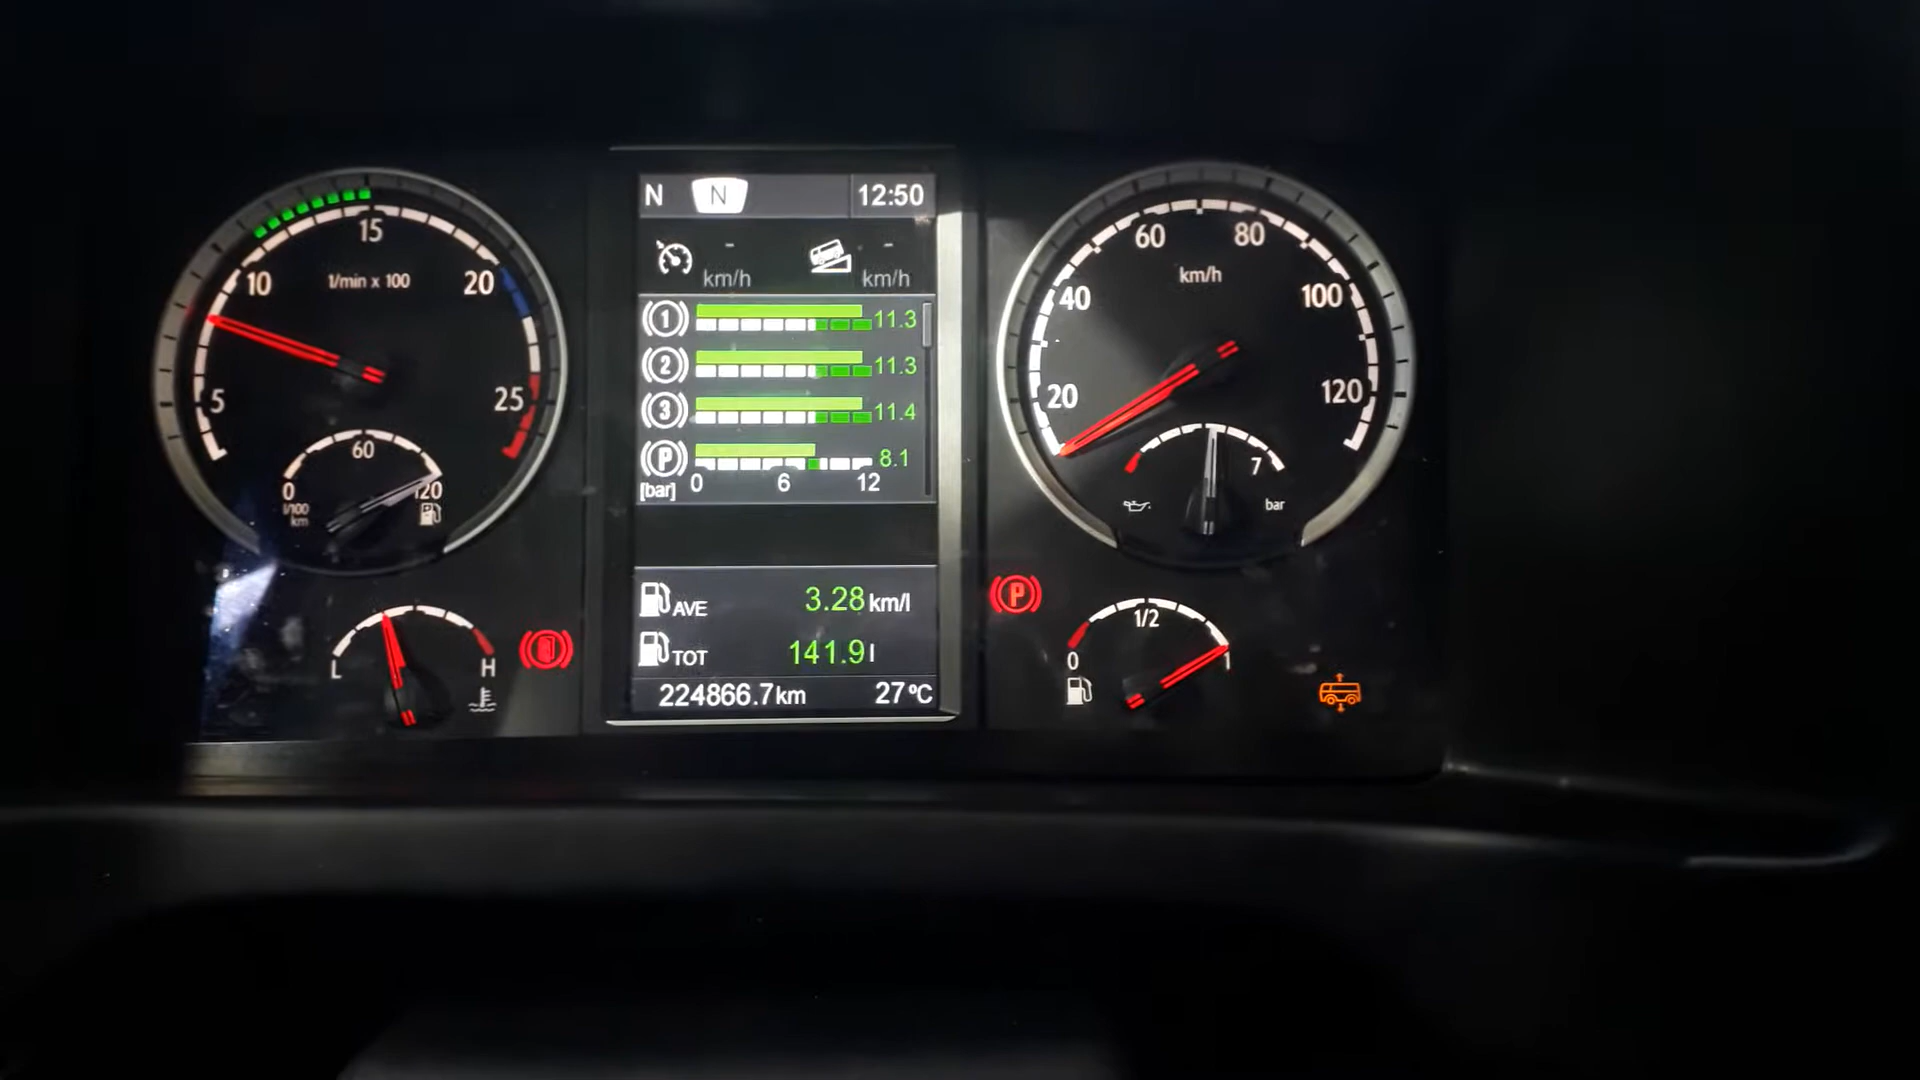 N N 12:50
- -
km/h km/h
1 11.3
2 11.3
3 11.4
P 8.1
[bar] 0 6 12
AVE 3.28 km/l
TOT 141.9 l
224866.7 km 27 ºC
5 10 15 20 25
1/min x 100
0 60 120
l/100
km
L H
20 40 60 80 100 120
km/h
7
bar
P
0 1/2 1